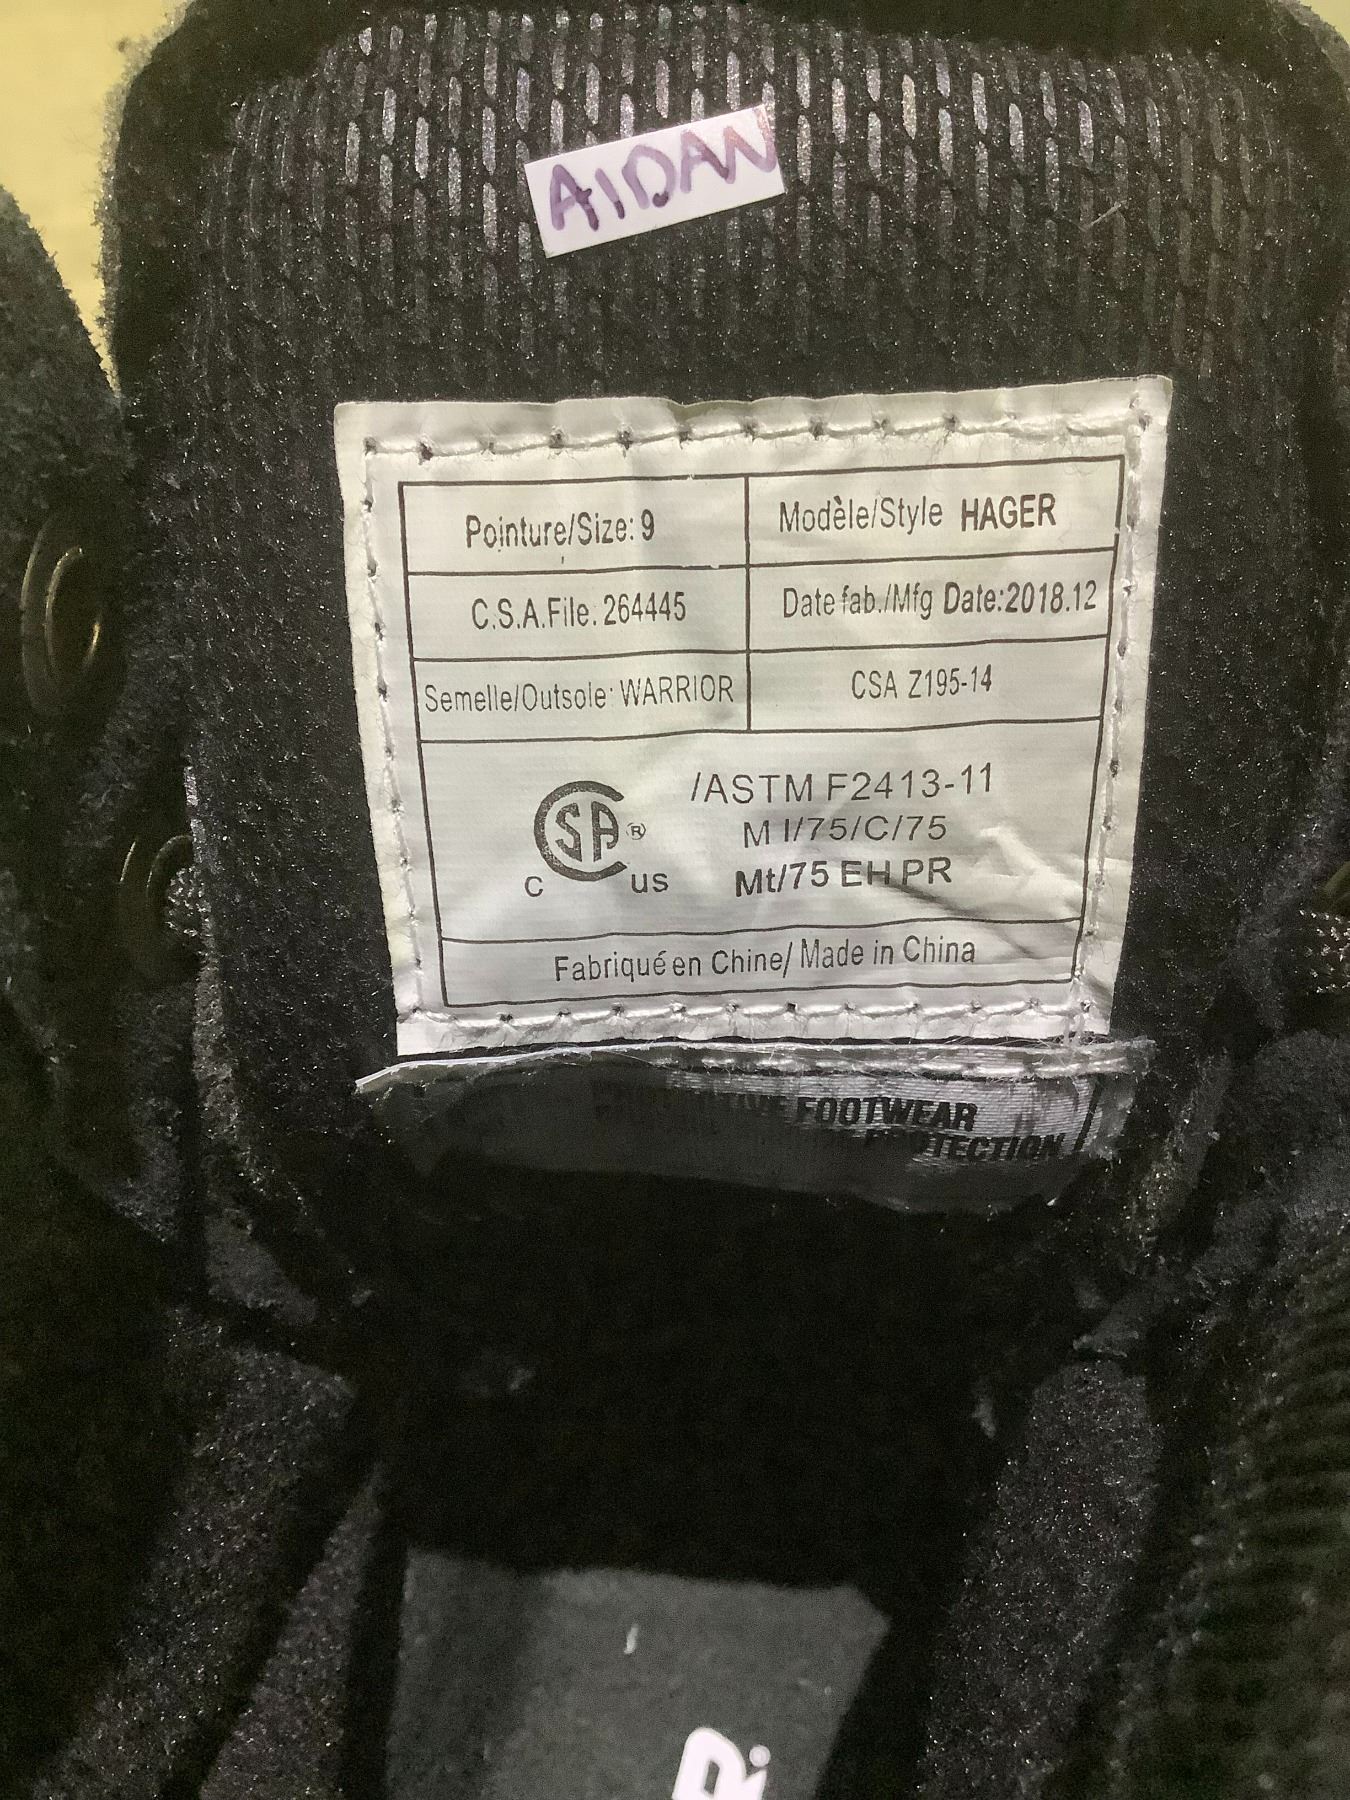 AIDAN
Pointure/Size: 9
Modèle/Style HAGER
C.S.A.File. 264445
Date fab./Mfg Date:2018.12
Semelle/Outsole: WARRIOR
CSA Z195-14
CSA® C US
/ASTM F2413-11
M I/75/C/75
Mt/75 EH PR
Fabriqué en Chine/ Made in China
FOOTWEAR
PROTECTION
R®